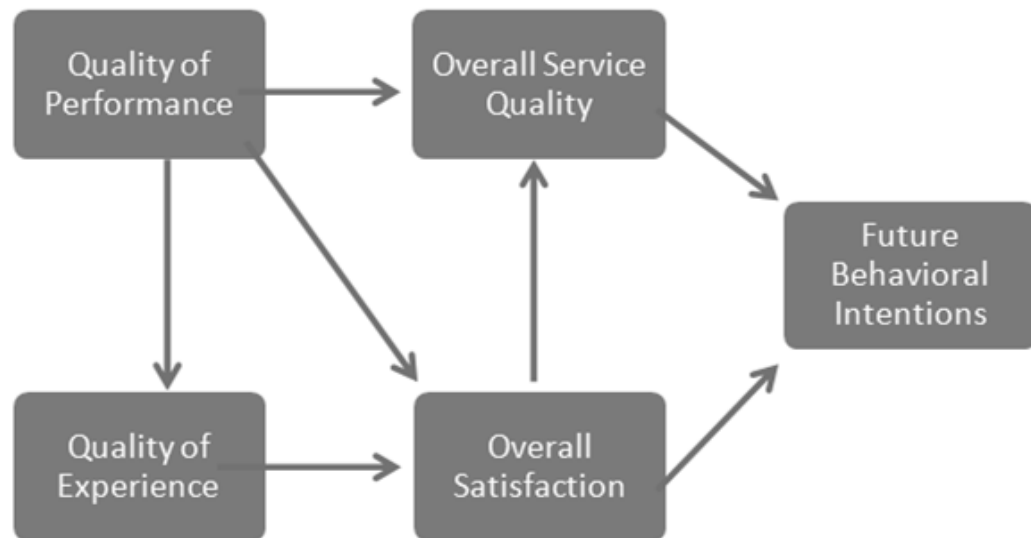 Quality of
Performance
Overall Service
Quality
Future
Behavioral
Intentions
Quality of
Experience
Overall
Satisfaction